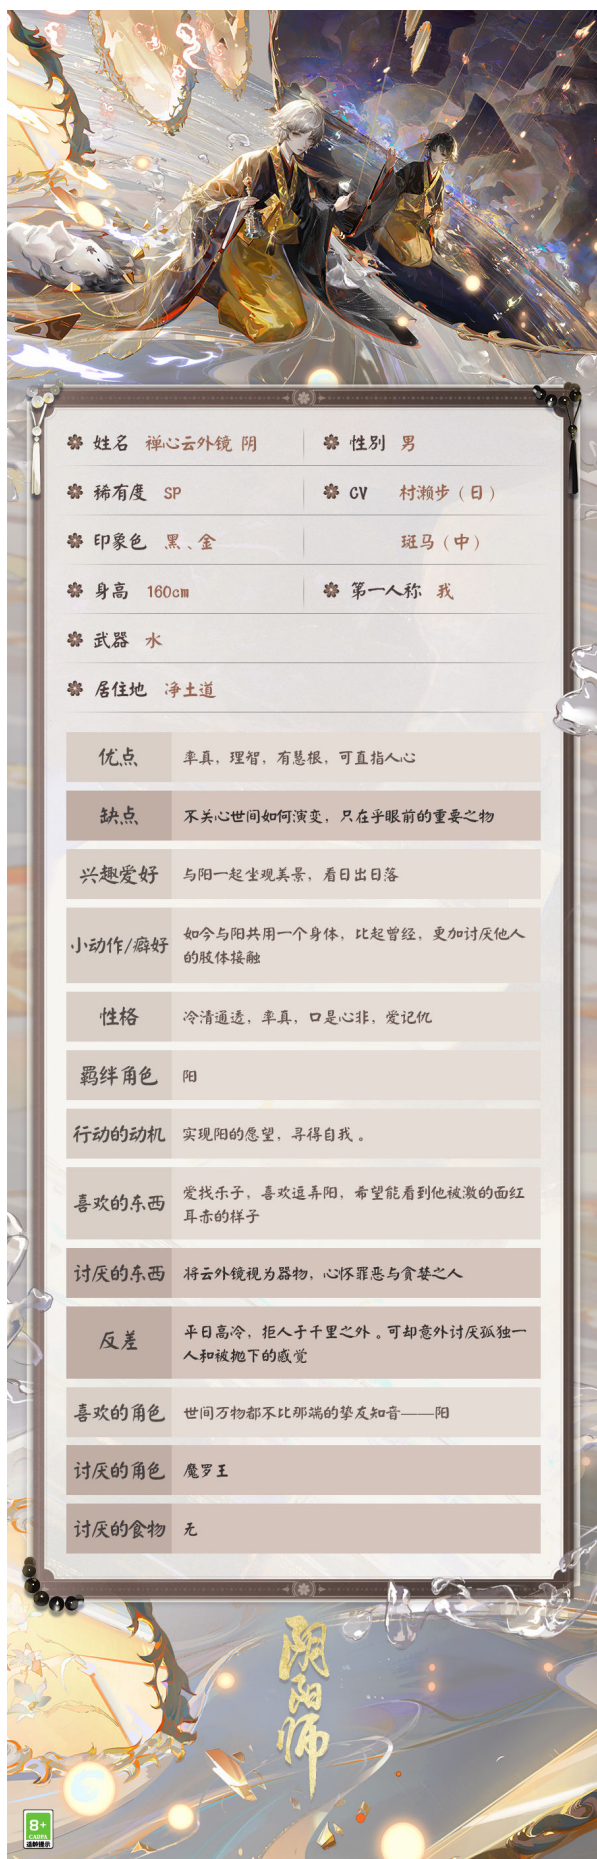 姓名 禅心云外镜 阴
性别 男
稀有度 SP
CV 村濑步（日）
印象色 黑、金
斑马（中）
身高 160cm
第一人称 我
武器 水
居住地 净土道
优点 率真，理智，有慧根，可直指人心
缺点 不关心世间如何演变，只在乎眼前的重要之物
兴趣爱好 与阳一起坐观美景，看日出日落
小动作/癖好 如今与阳共用一个身体，比起曾经，更加讨厌他人
的肢体接触
性格 冷清通透，率真，口是心非，爱记仇
羁绊角色 阳
行动的动机 实现阳的愿望，寻得自我。
喜欢的东西 爱找乐子，喜欢逗弄阳，希望能看到他被激的面红
耳赤的样子
讨厌的东西 将云外镜视为器物，心怀罪恶与贪婪之人
反差 平日高冷，拒人于千里之外。可却意外讨厌孤独一
人和被抛下的感觉
喜欢的角色 世间万物都不比那端的挚友知音——阳
讨厌的角色 魔罗王
讨厌的食物 无
阴阳师
8+
CADPA
适龄提示